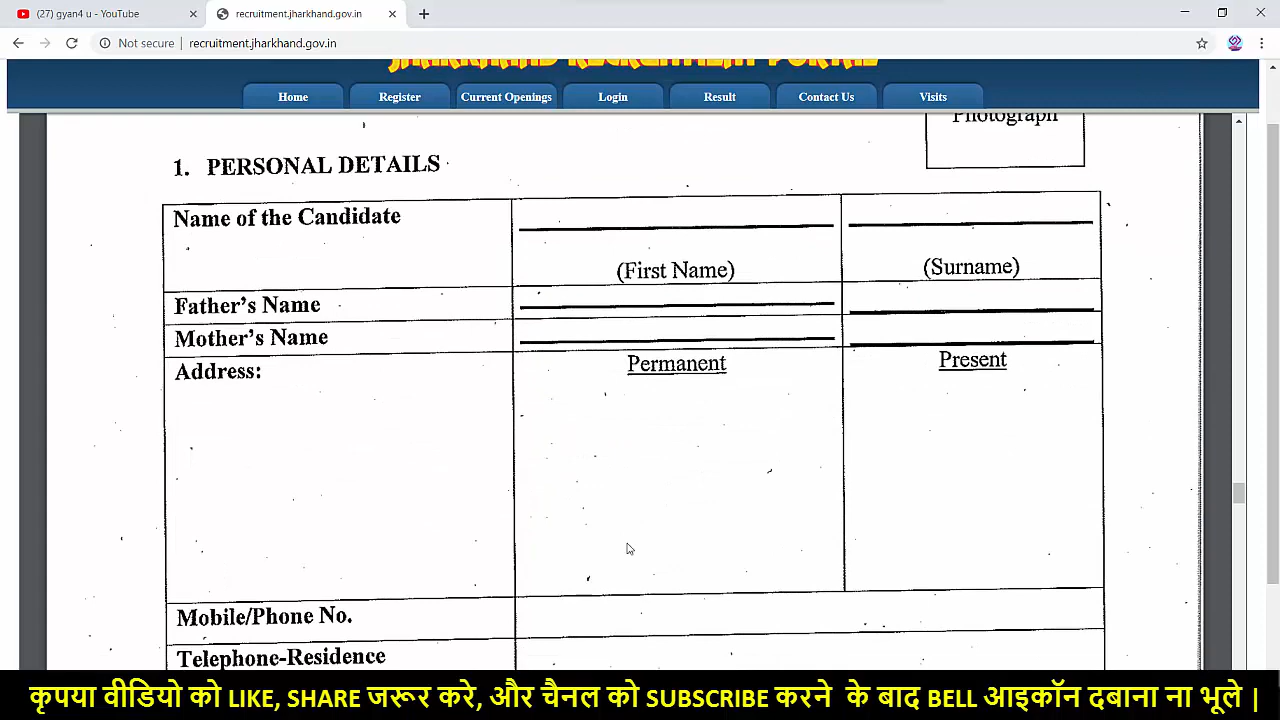 (27) gyan4 u - YouTube
recruitment.jharkhand.gov.in
Not secure
recruitment.jharkhand.gov.in
JHARKHAND RECRUITMENT PORTAL
Home
Register
Current Openings
Login
Result
Contact Us
Visits
Photograph
1. PERSONAL DETAILS
Name of the Candidate
(First Name)
(Surname)
Father's Name
Mother's Name
Address:
Permanent
Present
Mobile/Phone No.
Telephone-Residence
कृपया वीडियो को LIKE, SHARE जरूर करे, और चैनल को SUBSCRIBE करने के बाद BELL आइकॉन दबाना ना भूले |